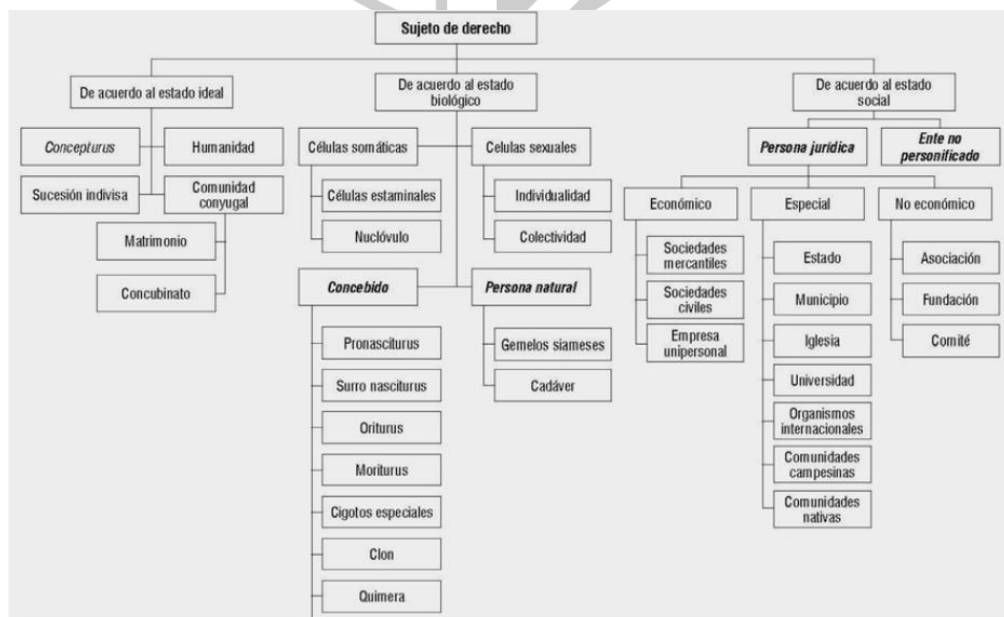 Sujeto de derecho
De acuerdo al estado ideal
Concepturus
Humanidad
Sucesión indivisa
Comunidad
conyugal
Matrimonio
Concubinato
De acuerdo al estado
biológico
Células somáticas
Celulas sexuales
Células estaminales
Individualidad
Nuclóvulo
Colectividad
Concebido
Persona natural
Pronasciturus
Gemelos siameses
Surro nasciturus
Cadáver
Oriturus
Moriturus
Cigotos especiales
Clon
Quimera
De acuerdo al estado
social
Persona jurídica
Ente no
personificado
Económico
Especial
No económico
Sociedades
mercantiles
Sociedades
civiles
Empresa
unipersonal
Estado
Municipio
Iglesia
Universidad
Organismos
internacionales
Comunidades
campesinas
Comunidades
nativas
Asociación
Fundación
Comité